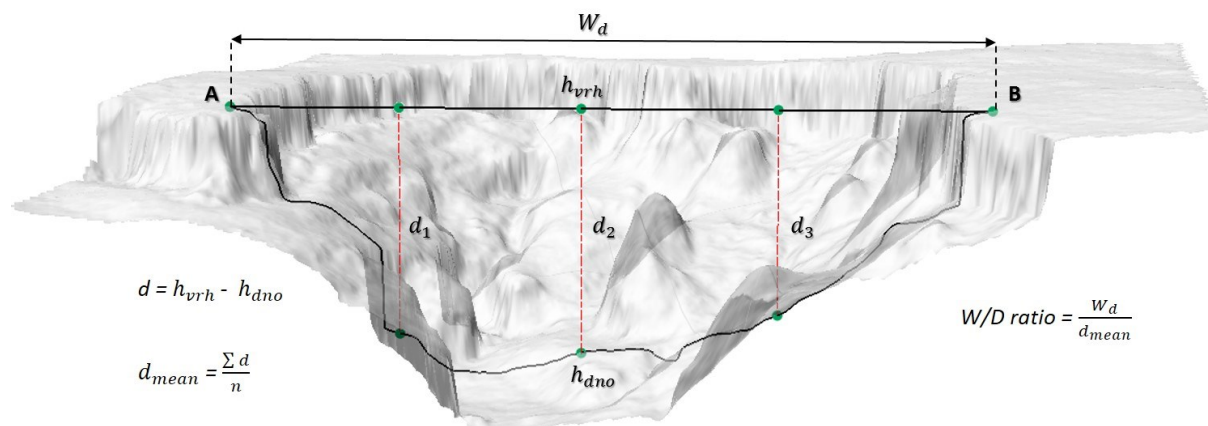 W_d
A
h_vrh
B
d_1
d_2
d_3
d = h_vrh - h_dno
W/D ratio = W_d / d_mean
d_mean = ∑ d / n
h_dno